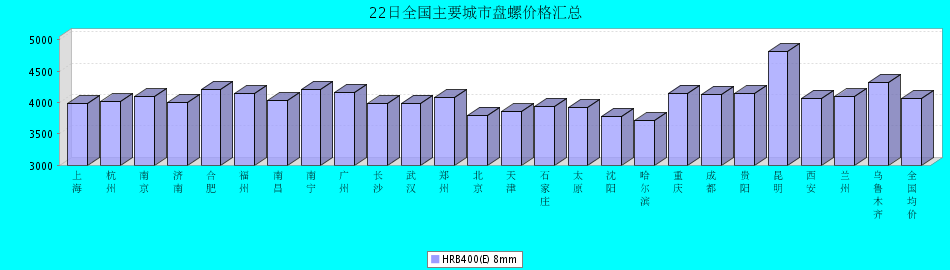 22日全国主要城市盘螺价格汇总
5000
4500
4000
3500
3000
上海
杭州
南京
济南
合肥
福州
南昌
南宁
广州
长沙
武汉
郑州
北京
天津
石家庄
太原
沈阳
哈尔滨
重庆
成都
贵阳
昆明
西安
兰州
乌鲁木齐
全国均价
HRB400(E) 8mm